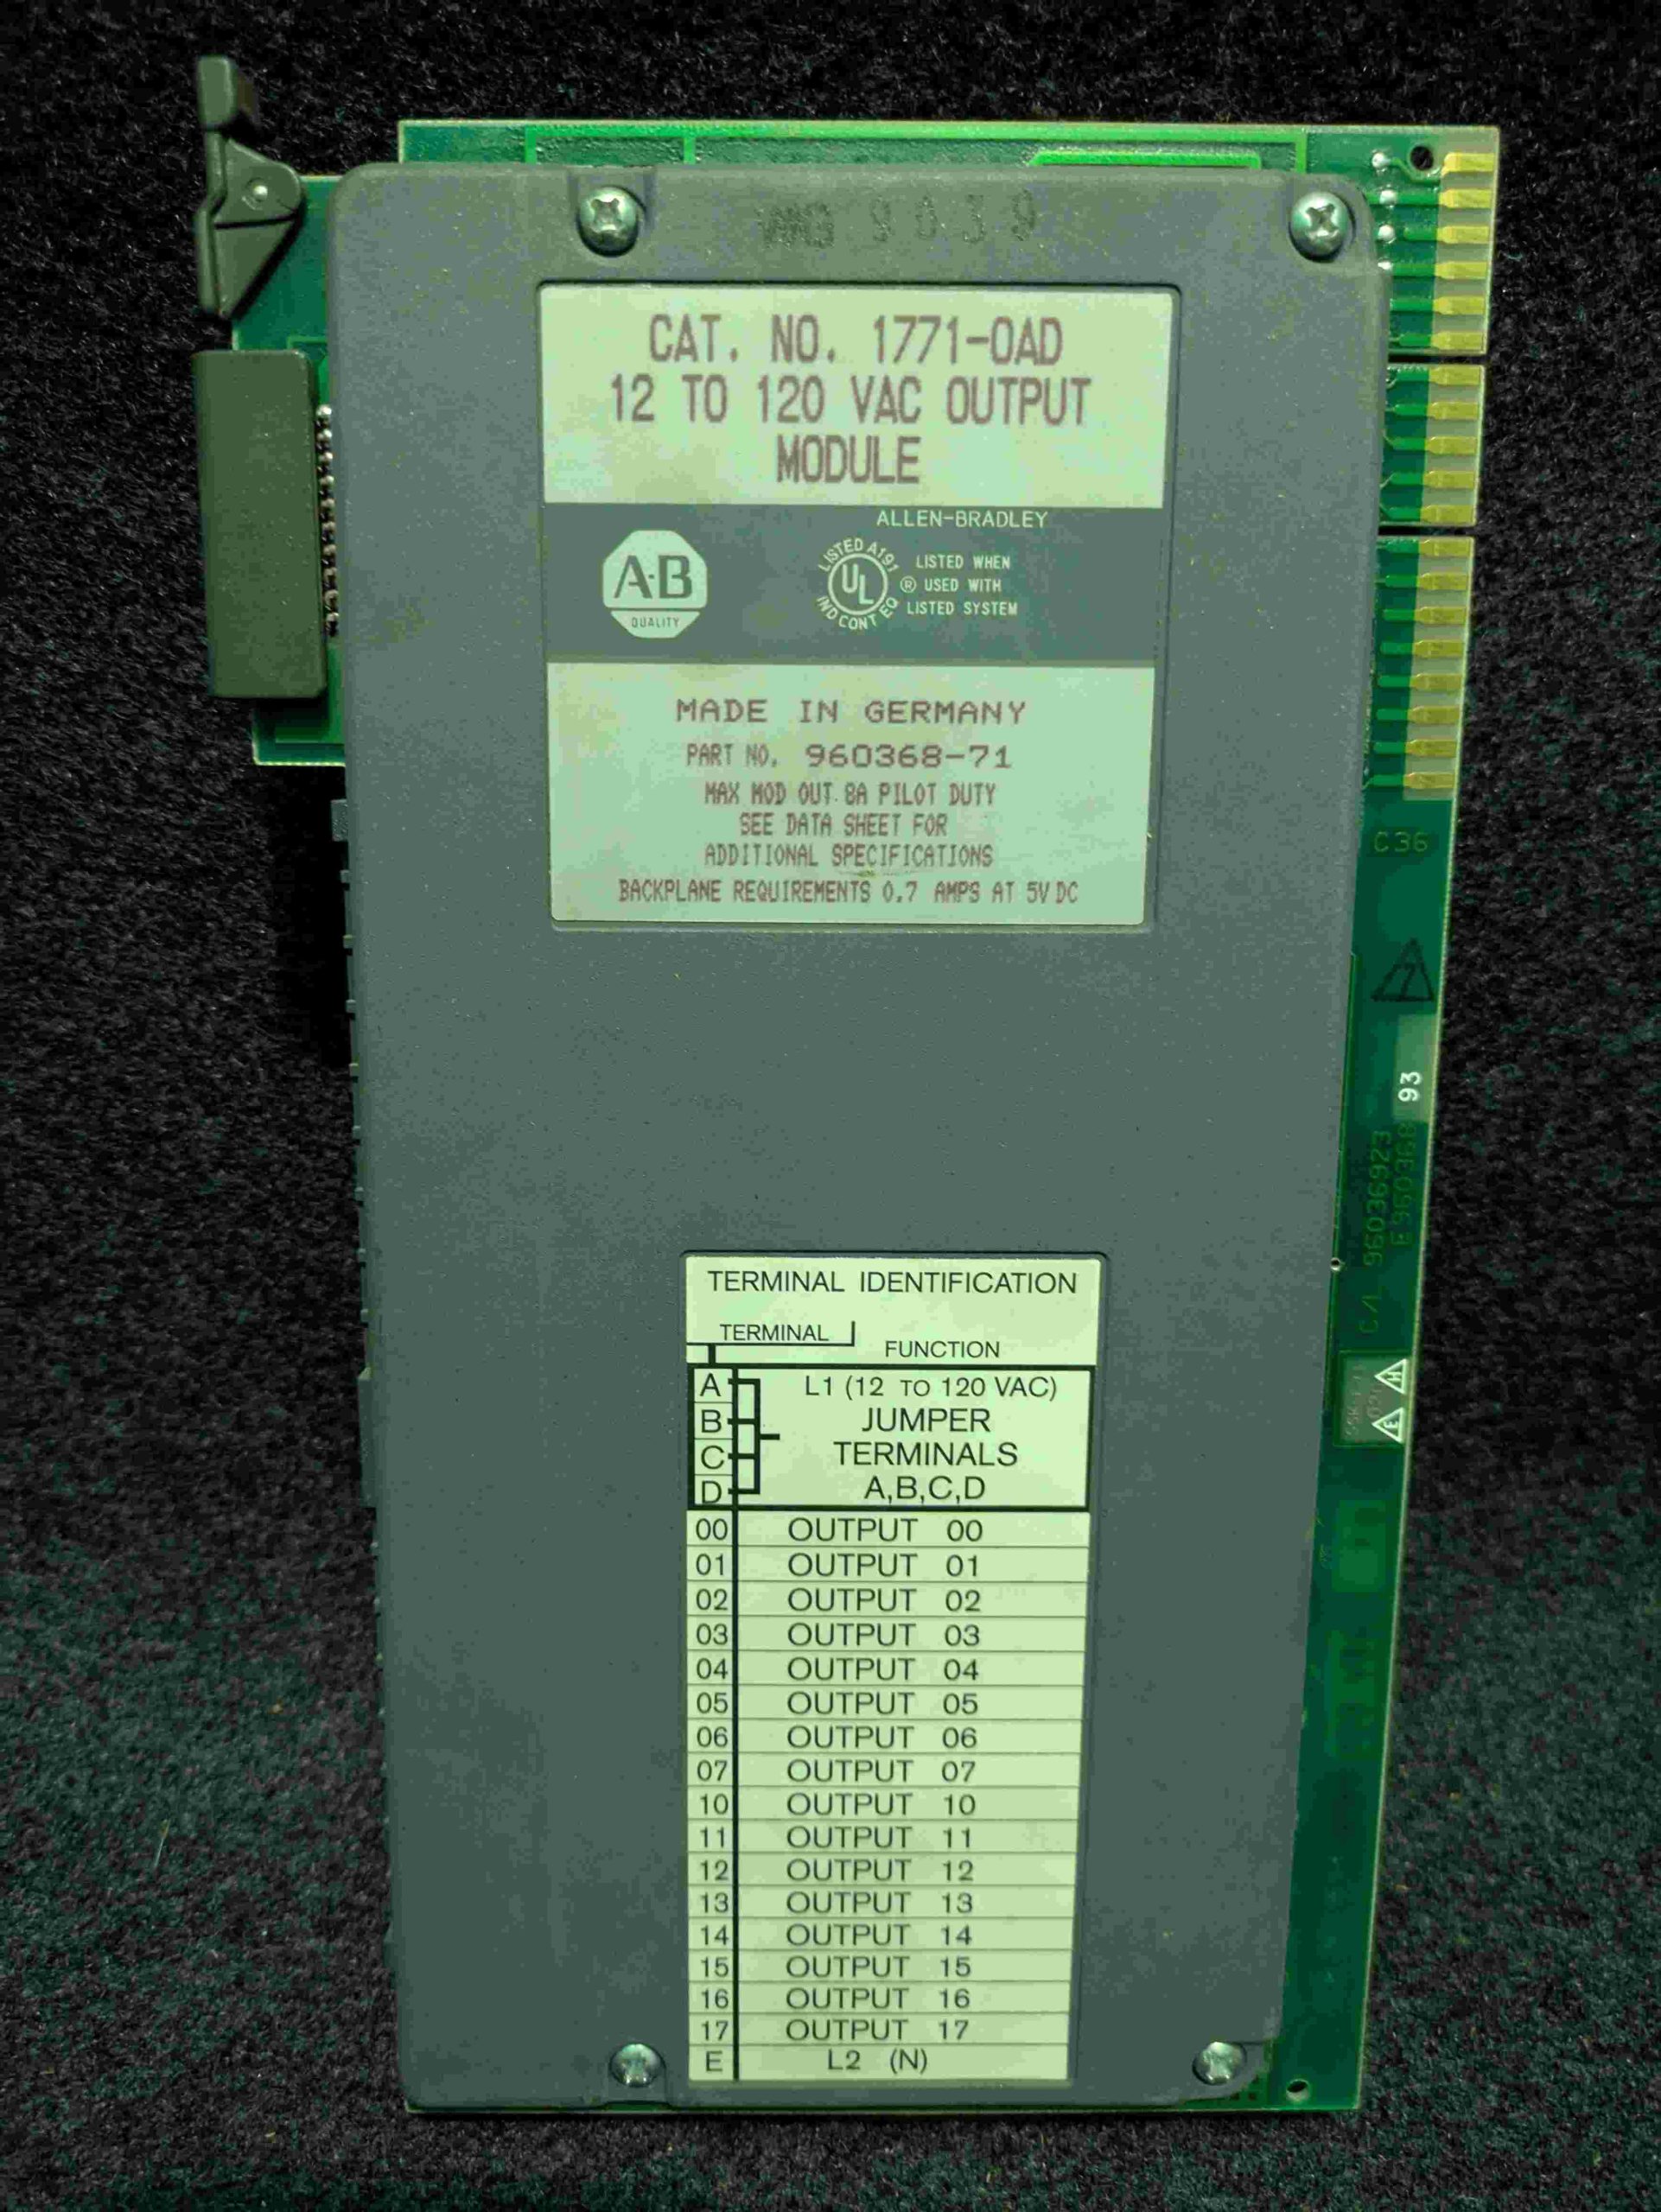 WG 9039
CAT. NO. 1771-OAD
12 TO 120 VAC OUTPUT
MODULE
ALLEN-BRADLEY
A-B
QUALITY
LISTED A191
UL
IND CONT EQ
®
LISTED WHEN
USED WITH
LISTED SYSTEM
MADE IN GERMANY
PART NO. 960368-71
MAX MOD OUT 8A PILOT DUTY
SEE DATA SHEET FOR
ADDITIONAL SPECIFICATIONS
BACKPLANE REQUIREMENTS 0.7 AMPS AT 5V DC
C36
7
93
C/L 96036923
E 960368
H
E
TERMINAL IDENTIFICATION
TERMINAL
FUNCTION
A L1 (12 TO 120 VAC)
B JUMPER
C TERMINALS
D A,B,C,D
00 OUTPUT 00
01 OUTPUT 01
02 OUTPUT 02
03 OUTPUT 03
04 OUTPUT 04
05 OUTPUT 05
06 OUTPUT 06
07 OUTPUT 07
10 OUTPUT 10
11 OUTPUT 11
12 OUTPUT 12
13 OUTPUT 13
14 OUTPUT 14
15 OUTPUT 15
16 OUTPUT 16
17 OUTPUT 17
E L2 (N)